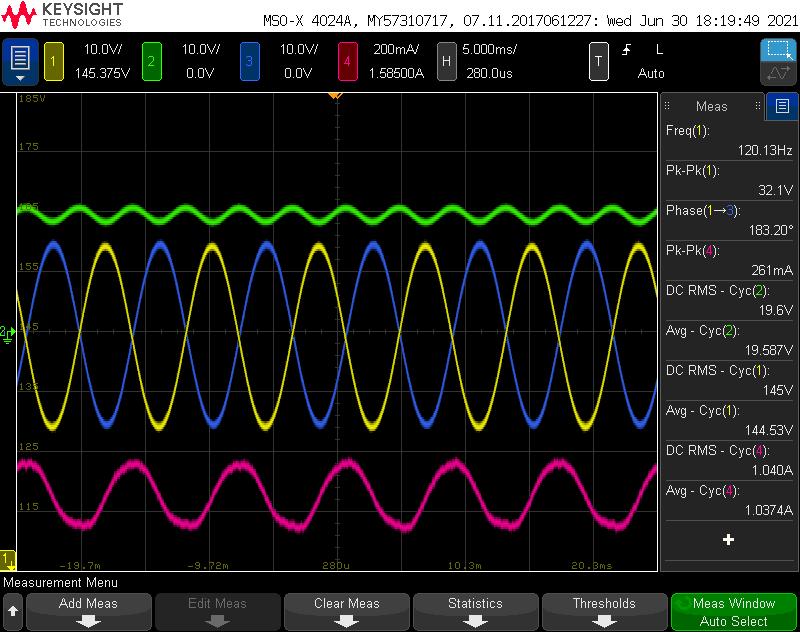 KEYSIGHT
TECHNOLOGIES
MSO-X 4024A, MY57310717, 07.11.2017061227: Wed Jun 30 18:19:49 2021
1 10.0V/ 2 10.0V/ 3 10.0V/ 4 200mA/ H 5.000ms/ T L
145.375V 0.0V 0.0V 1.58500A 280.0us Auto
185V
175
165
155
145
135
125
115
2
1
-19.7m -9.72m 280u 10.3m 20.3ms
Meas
Freq(1):
120.13Hz
Pk-Pk(1):
32.1V
Phase(1→3):
183.20°
Pk-Pk(4):
261mA
DC RMS - Cyc(2):
19.6V
Avg - Cyc(2):
19.587V
DC RMS - Cyc(1):
145V
Avg - Cyc(1):
144.53V
DC RMS - Cyc(4):
1.040A
Avg - Cyc(4):
1.0374A
+
Measurement Menu
Add Meas
Edit Meas
Clear Meas
Statistics
Thresholds
Meas Window
Auto Select